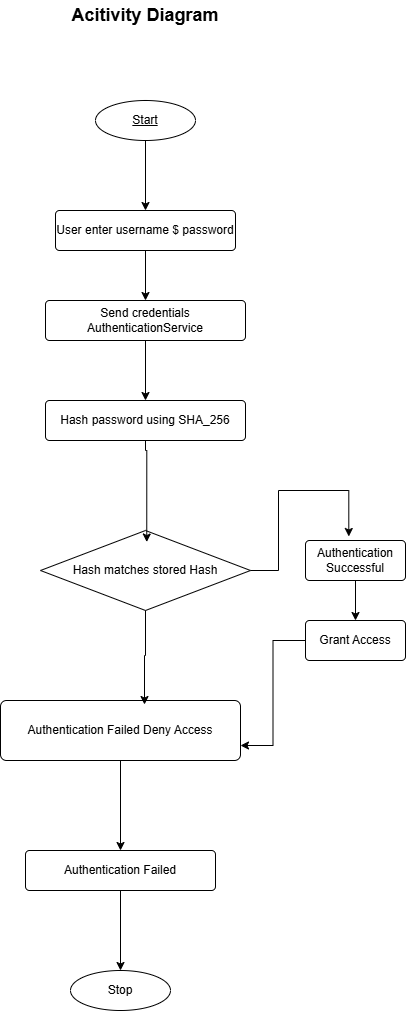 Acitivity Diagram
Start
User enter username $ password
Send credentials
AuthenticationService
Hash password using SHA_256
Hash matches stored Hash
Authentication
Successful
Grant Access
Authentication Failed Deny Access
Authentication Failed
Stop